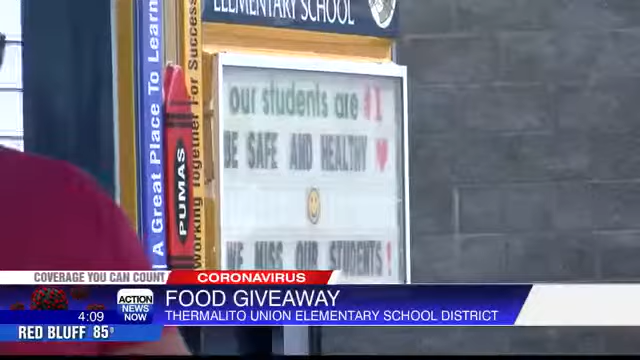 ELEMENTARY SCHOOL
A Great Place To Learn
Working Together For Success
PUMAS
our students are #1
BE SAFE AND HEALTHY
WE MISS OUR STUDENTS!
COVERAGE YOU CAN COUNT
CORONAVIRUS
4:09
ACTION
NEWS
NOW
FOOD GIVEAWAY
THERMALITO UNION ELEMENTARY SCHOOL DISTRICT
RED BLUFF 85°